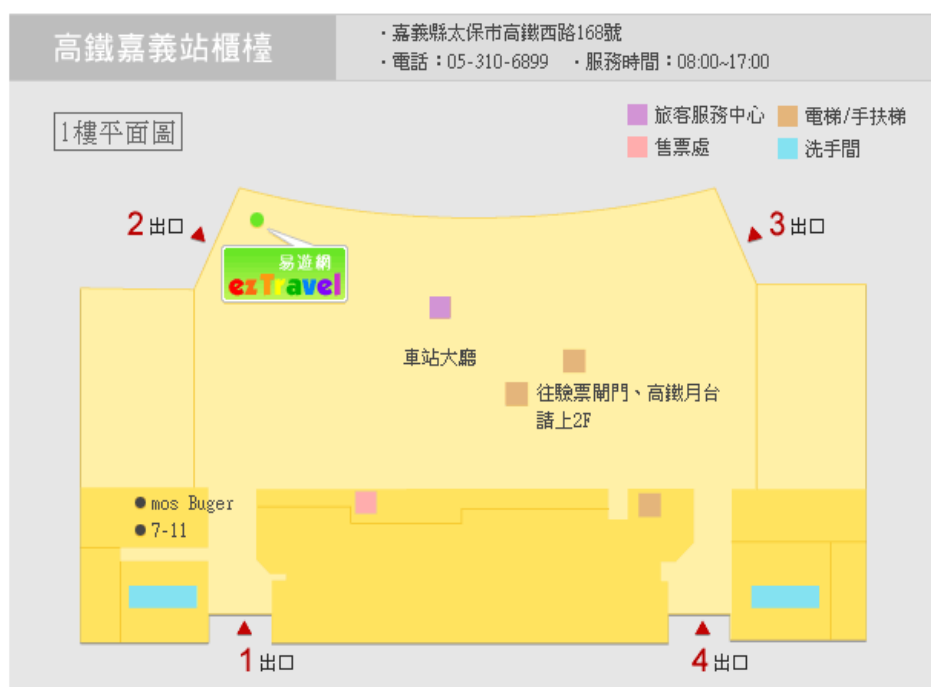 高鐵嘉義站櫃檯
・嘉義縣太保市高鐵西路168號
・電話：05-310-6899　・服務時間：08:00~17:00
1樓平面圖
旅客服務中心
電梯/手扶梯
售票處
洗手間
2出口
3出口
易遊網
ezTravel
車站大廳
往驗票閘門、高鐵月台
請上2F
● mos Buger
● 7-11
1出口
4出口